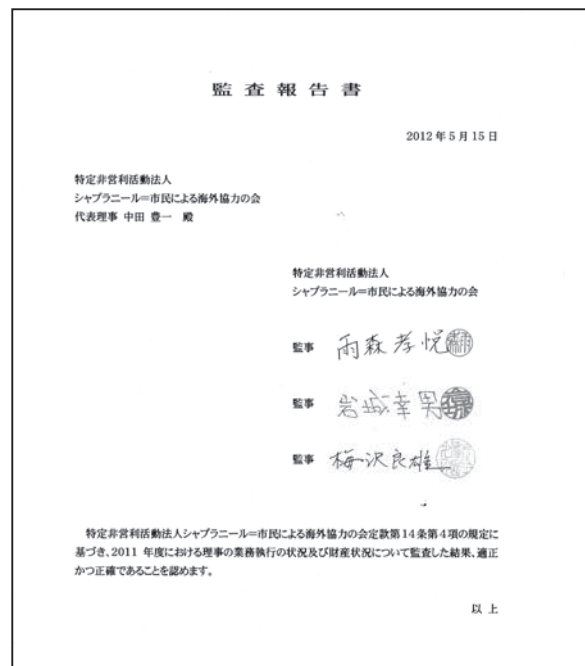 監査報告書
2012年5月15日
特定非営利活動法人
シャプラニール=市民による海外協力の会
代表理事 中田 豊一 殿
特定非営利活動法人
シャプラニール=市民による海外協力の会
監事 雨森孝悦
監事 岩城幸男
監事 梅沢良雄
特定非営利活動法人シャプラニール=市民による海外協力の会定款第14条第4項の規定に
基づき、2011 年度における理事の業務執行の状況及び財産状況について監査した結果、適正
かつ正確であることを認めます。
以上